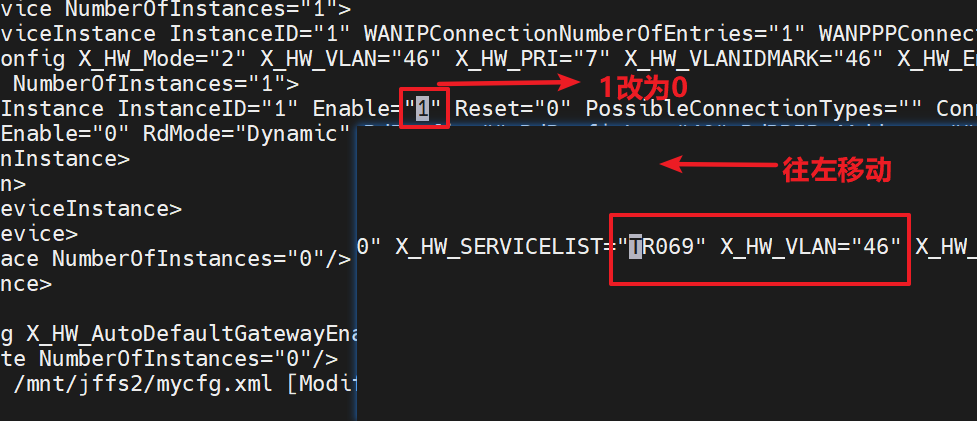 vice NumberOfInstances="1">
viceInstance InstanceID="1" WANIPConnectionNumberOfEntries="1" WANPPPConnec
onfig X_HW_Mode="2" X_HW_VLAN="46" X_HW_PRI="7" X_HW_VLANIDMARK="46" X_HW_E
NumberOfInstances="1">
1改为0
Instance InstanceID="1" Enable="1" Reset="0" PossibleConnectionTypes="" Con
Enable="0" RdMode="Dynamic"
nInstance>
n>
eviceInstance>
evice>
ace NumberOfInstances="0"/>
nce>
g X_HW_AutoDefaultGatewayEna
te NumberOfInstances="0"/>
/mnt/jffs2/mycfg.xml [Modif
往左移动
0" X_HW_SERVICELIST="TR069" X_HW_VLAN="46" X_HW_